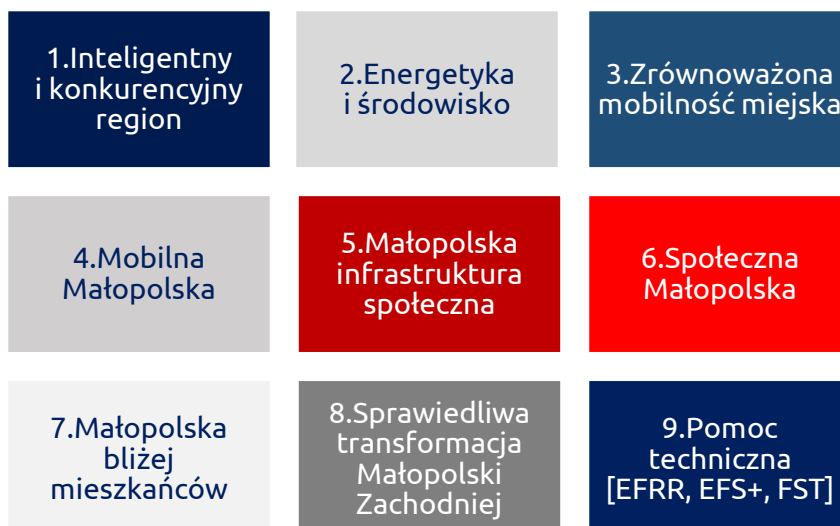 1.Inteligentny
i konkurencyjny
region
2.Energetyka
i środowisko
3.Zrównoważona
mobilność miejska
4.Mobilna
Małopolska
5.Małopolska
infrastruktura
społeczna
6.Społeczna
Małopolska
7.Małopolska
bliżej
mieszkańców
8.Sprawiedliwa
transformacja
Małopolski
Zachodniej
9.Pomoc
techniczna
[EFRR, EFS+, FST]